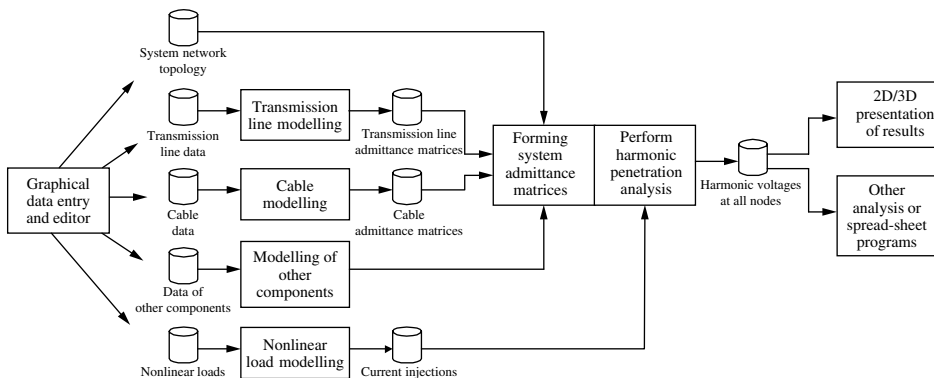 System network
topology
Transmission
line data
Transmission
line modelling
Transmission line
admittance matrices
Graphical
data entry
and editor
Cable
data
Cable
modelling
Cable
admittance matrices
Data of
other components
Modelling of
other
components
Nonlinear loads
Nonlinear
load modelling
Current injections
Forming
system
admittance
matrices
Perform
harmonic
penetration
analysis
Harmonic voltages
at all nodes
2D/3D
presentation
of results
Other
analysis or
spread-sheet
programs